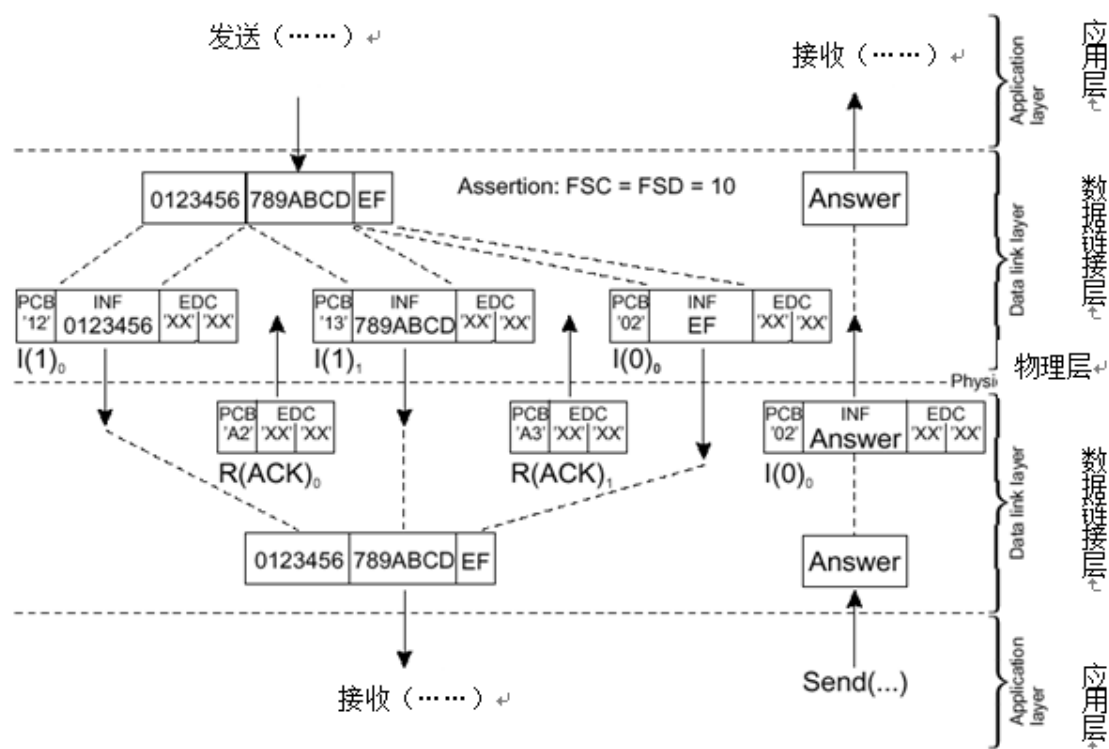 发送（……）↵
接收（……）↵
Application layer
应用层↵
0123456 789ABCD EF
Assertion: FSC = FSD = 10
Answer
Data link layer
数据链接层↵
PCB '12' INF 0123456 EDC 'XX' 'XX'
I(1)₀
PCB '13' INF 789ABCD EDC 'XX' 'XX'
I(1)₁
PCB '02' INF EF EDC 'XX' 'XX'
I(0)₀
Physi
物理层↵
PCB 'A2' EDC 'XX' 'XX'
R(ACK)₀
PCB 'A3' EDC 'XX' 'XX'
R(ACK)₁
PCB '02' INF Answer EDC 'XX' 'XX'
I(0)₀
Data link layer
数据链接层↵
0123456 789ABCD EF
Answer
接收（……）↵
Send(...)
Application layer
应用层↵